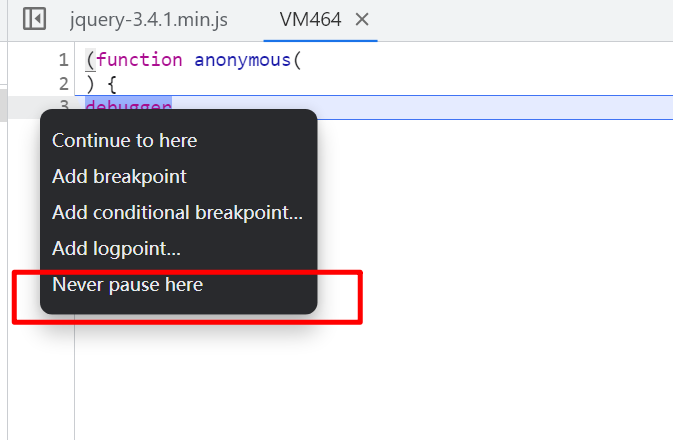 jquery-3.4.1.min.js VM464
1 (function anonymous(
2 ) {
3 debugger
Continue to here
Add breakpoint
Add conditional breakpoint...
Add logpoint...
Never pause here